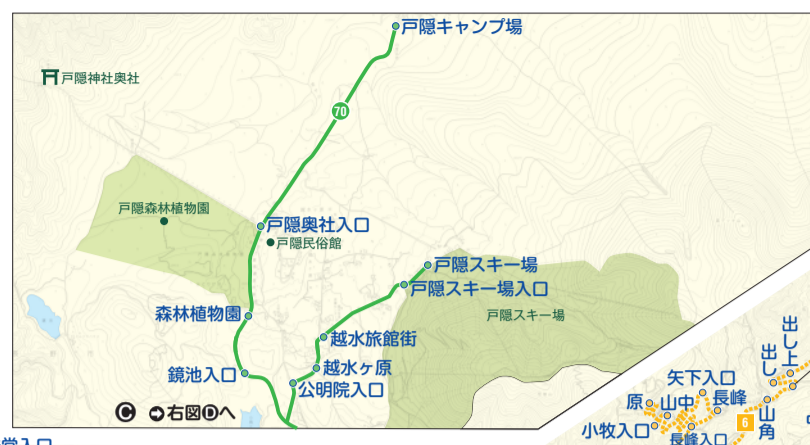 戸隠キャンプ場
戸隠神社奥社
70
戸隠森林植物園
戸隠奥社入口
戸隠民俗館
戸隠スキー場
戸隠スキー場入口
森林植物園
戸隠スキー場
越水旅館街
鏡池入口
越水ヶ原
公明院入口
C ➡右図Dへ
出し上
出し
矢下入口
原
山中
長峰
6
山角
小牧入口
長峰入口